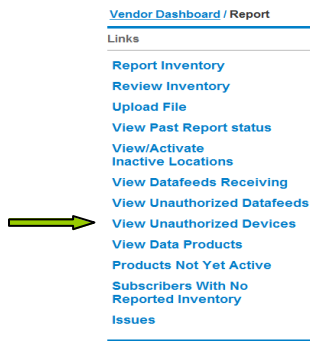 Vendor Dashboard / Report
Links
Report Inventory
Review Inventory
Upload File
View Past Report status
View/Activate
Inactive Locations
View Datafeeds Receiving
View Unauthorized Datafeeds
View Unauthorized Devices
View Data Products
Products Not Yet Active
Subscribers With No
Reported Inventory
Issues